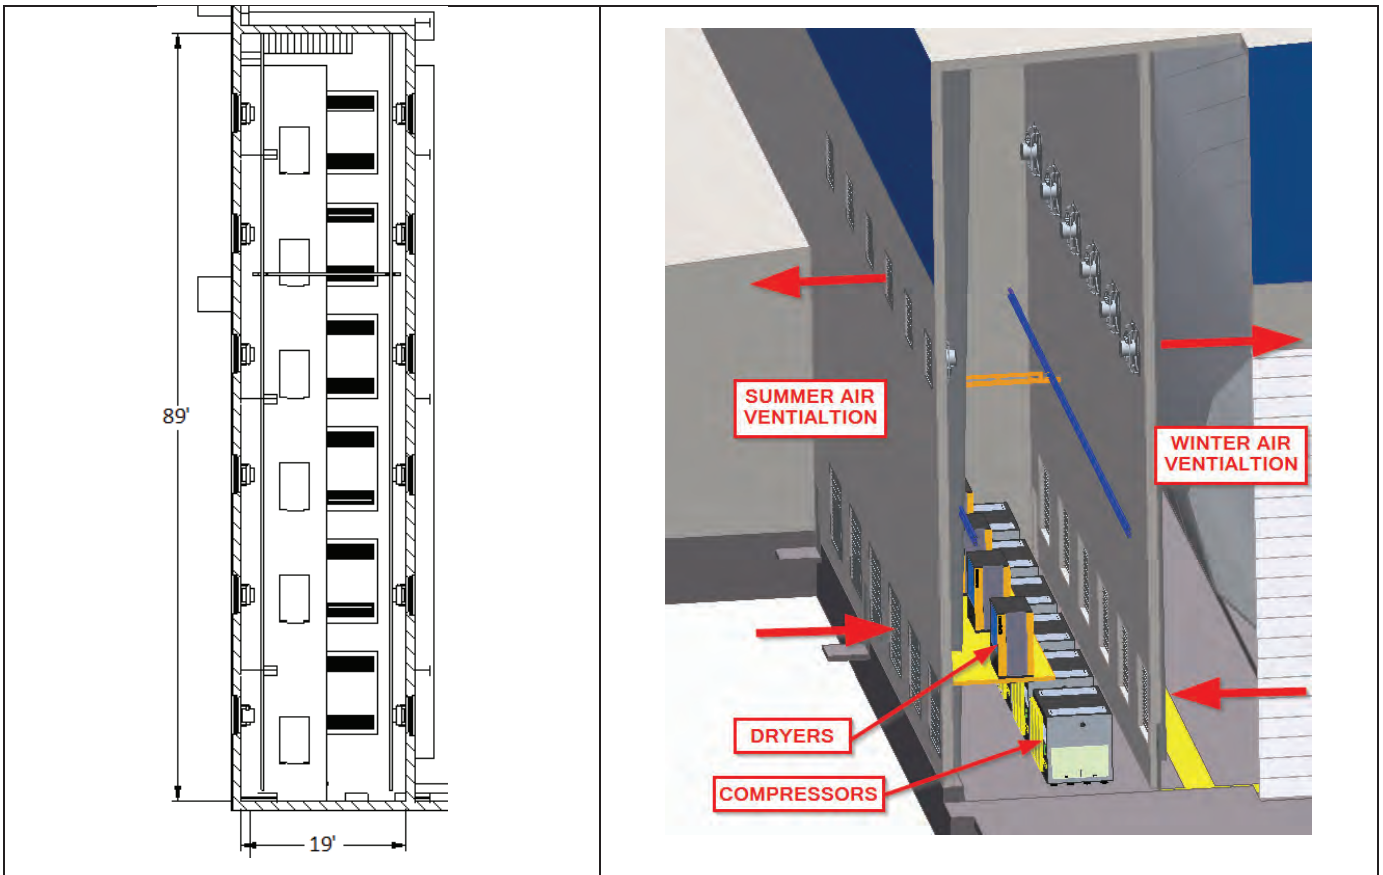 89'
19'
SUMMER AIR
VENTIALTION
WINTER AIR
VENTIALTION
DRYERS
COMPRESSORS